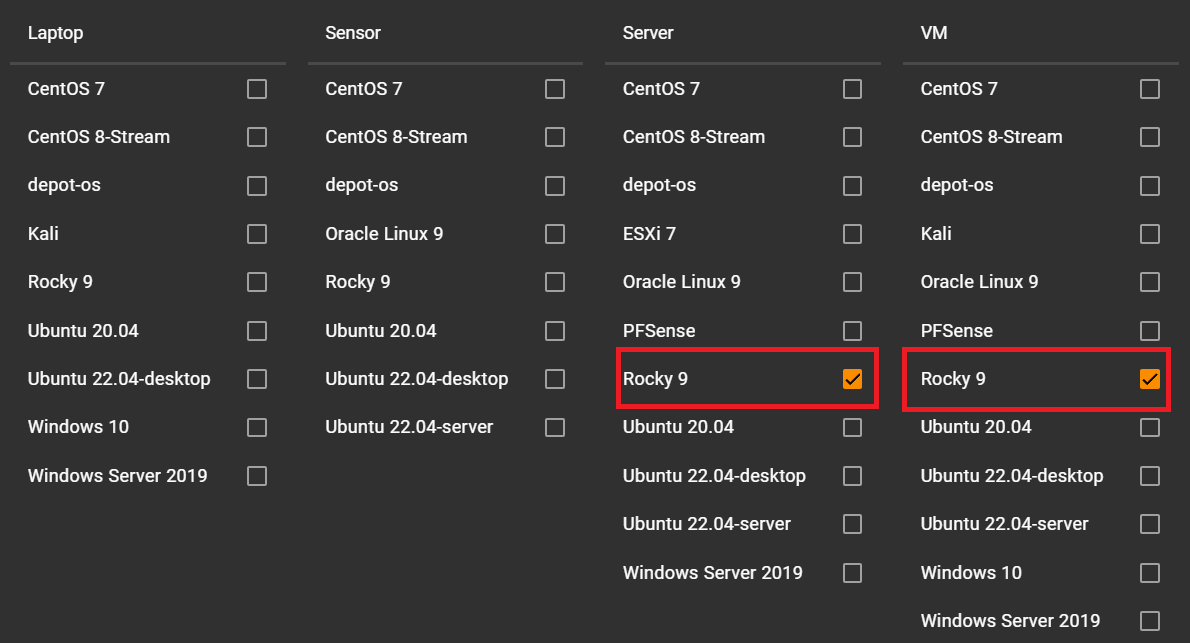 Laptop
CentOS 7
CentOS 8-Stream
depot-os
Kali
Rocky 9
Ubuntu 20.04
Ubuntu 22.04-desktop
Windows 10
Windows Server 2019
Sensor
CentOS 7
CentOS 8-Stream
depot-os
Oracle Linux 9
Rocky 9
Ubuntu 20.04
Ubuntu 22.04-desktop
Ubuntu 22.04-server
Server
CentOS 7
CentOS 8-Stream
depot-os
ESXi 7
Oracle Linux 9
PFSense
Rocky 9
Ubuntu 20.04
Ubuntu 22.04-desktop
Ubuntu 22.04-server
Windows Server 2019
VM
CentOS 7
CentOS 8-Stream
depot-os
Kali
Oracle Linux 9
PFSense
Rocky 9
Ubuntu 20.04
Ubuntu 22.04-desktop
Ubuntu 22.04-server
Windows 10
Windows Server 2019